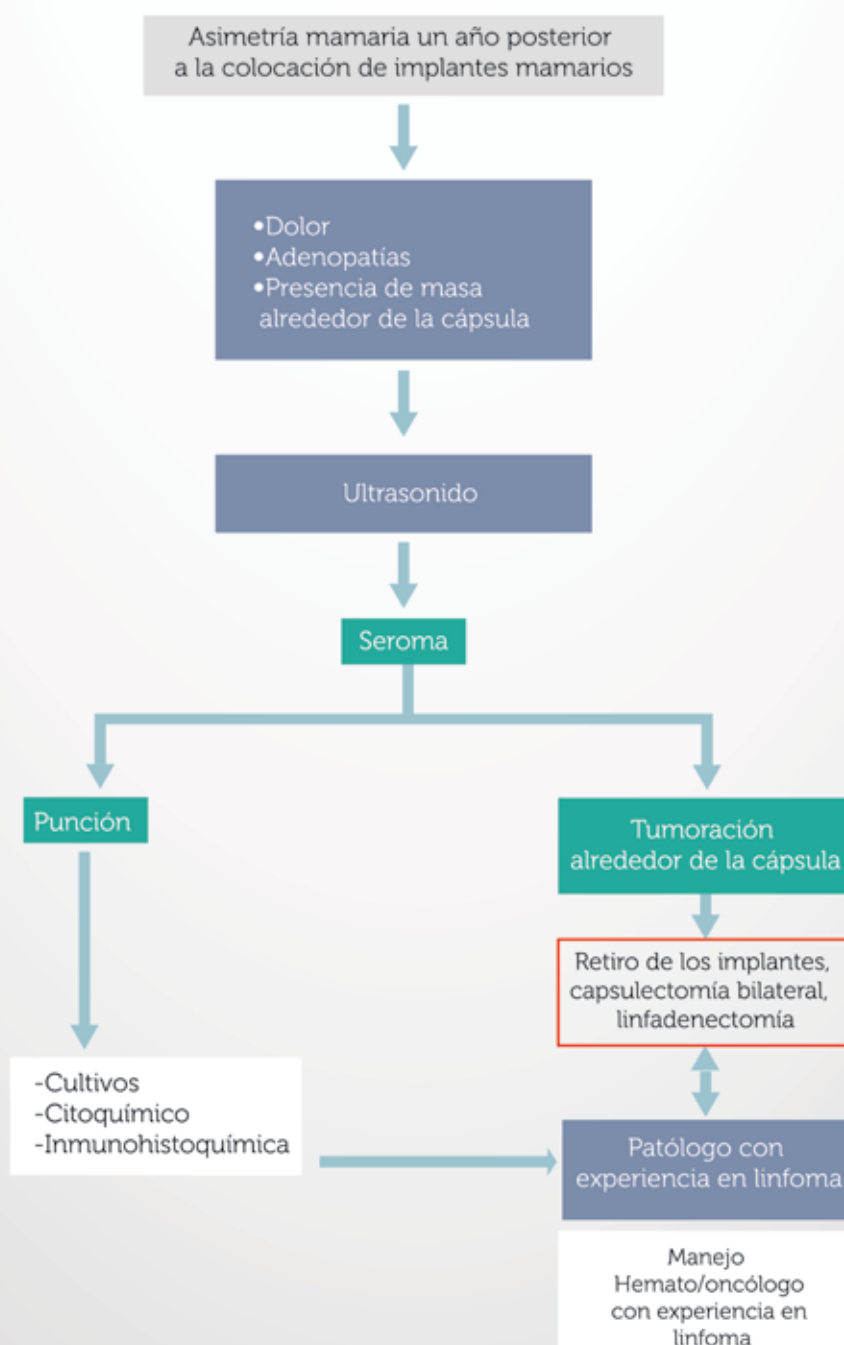 Asimetría mamaria un año posterior
a la colocación de implantes mamarios
•Dolor
•Adenopatías
•Presencia de masa
alrededor de la cápsula
Ultrasonido
Seroma
Punción
Tumoración
alrededor de la cápsula
Retiro de los implantes,
capsulectomía bilateral,
linfadenectomía
-Cultivos
-Citoquímico
-Inmunohistoquímica
Patólogo con
experiencia en linfoma
Manejo
Hemato/oncólogo
con experiencia en
linfoma